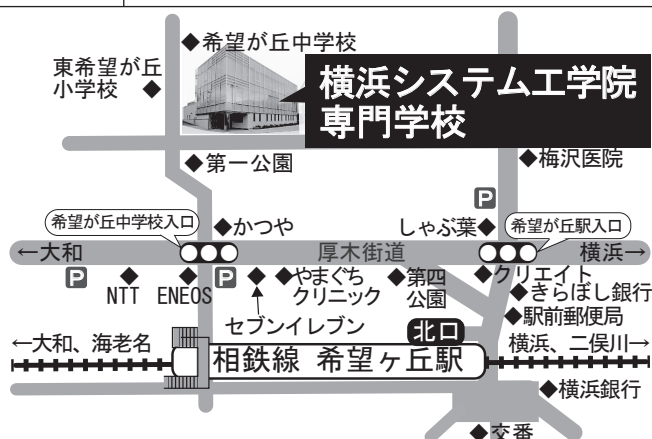 ◆希望が丘中学校
東希望が丘
小学校 ◆
横浜システム工学院
専門学校
◆第一公園
◆梅沢医院
P
希望が丘中学校入口
◆かつや
しゃぶ葉◆
希望が丘駅入口
←大和
厚木街道
横浜→
P
NTT
ENEOS
P
セブンイレブン
◆やまぐち
クリニック
◆第四
公園
◆クリエイト
◆きらぼし銀行
◆駅前郵便局
北口
←大和、海老名
相鉄線 希望ヶ丘駅
横浜、二俣川→
◆横浜銀行
◆交番